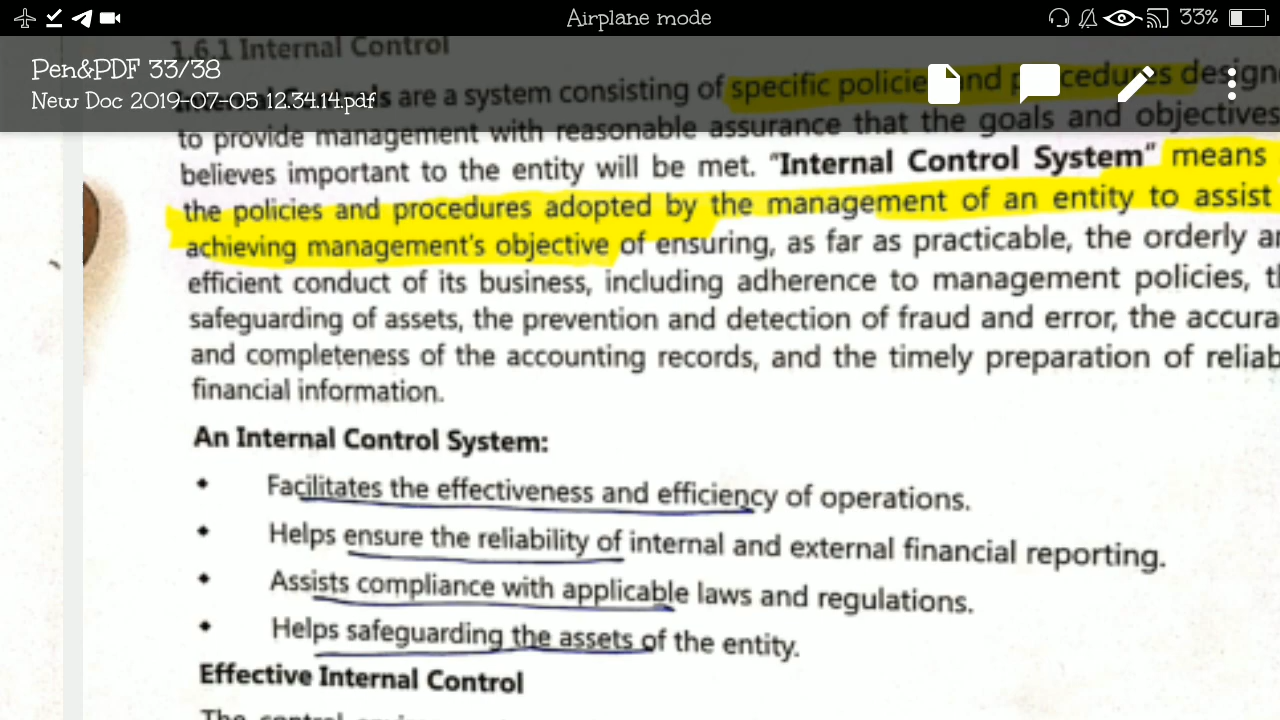 Airplane mode
33%
1.6.1 Internal Control
Pen&PDF 33/38
New Doc 2019-07-05 12.34.14.pdf
are a system consisting of specific policies and procedures
to provide management with reasonable assurance that the goals and objectives
believes important to the entity will be met. "Internal Control System" means
the policies and procedures adopted by the management of an entity to assist
achieving management's objective of ensuring, as far as practicable, the orderly
efficient conduct of its business, including adherence to management policies,
safeguarding of assets, the prevention and detection of fraud and error, the
and completeness of the accounting records, and the timely preparation of
financial information.
An Internal Control System:
• Facilitates the effectiveness and efficiency of operations.
• Helps ensure the reliability of internal and external financial reporting.
• Assists compliance with applicable laws and regulations.
• Helps safeguarding the assets of the entity.
Effective Internal Control
The control